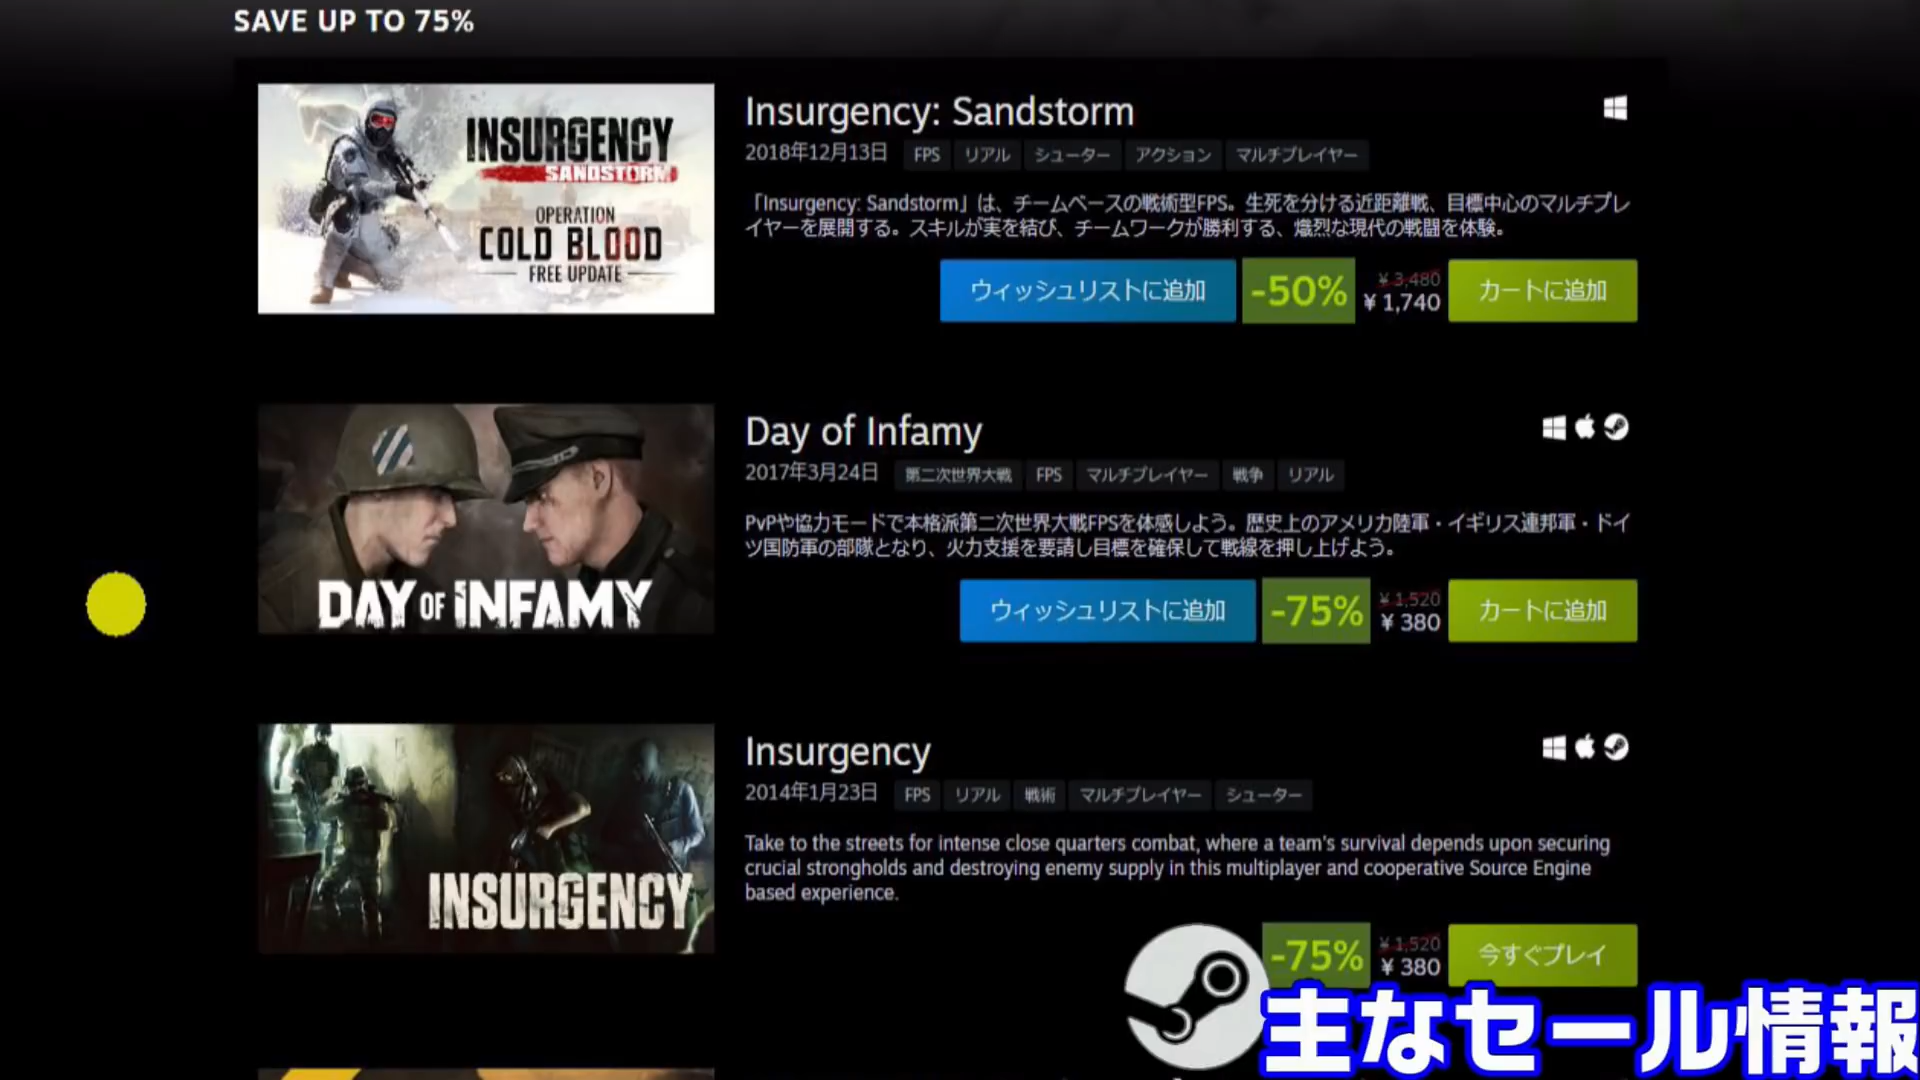 SAVE UP TO 75%
INSURGENCY
SANDSTORM
OPERATION
COLD BLOOD
FREE UPDATE
Insurgency: Sandstorm
2018年12月13日 FPS リアル シューター アクション マルチプレイヤー
「Insurgency: Sandstorm」は、チームベースの戦術型FPS。生死を分ける近距離戦、目標中心のマルチプレ
イヤーを展開する。スキルが実を結び、チームワークが勝利する、熾烈な現代の戦闘を体験。
ウィッシュリストに追加 -50% ¥ 3,480 ¥ 1,740 カートに追加
DAY OF INFAMY
Day of Infamy
2017年3月24日 第二次世界大戦 FPS マルチプレイヤー 戦争 リアル
PvPや協力モードで本格派第二次世界大戦FPSを体感しよう。歴史上のアメリカ陸軍・イギリス連邦軍・ドイ
ツ国防軍の部隊となり、火力支援を要請し目標を確保して戦線を押し上げよう。
ウィッシュリストに追加 -75% ¥ 1,520 ¥ 380 カートに追加
INSURGENCY
Insurgency
2014年1月23日 FPS リアル 戦術 マルチプレイヤー シューター
Take to the streets for intense close quarters combat, where a team's survival depends upon securing
crucial strongholds and destroying enemy supply in this multiplayer and cooperative Source Engine
based experience.
-75% ¥ 1,520 ¥ 380 今すぐプレイ
主なセール情報